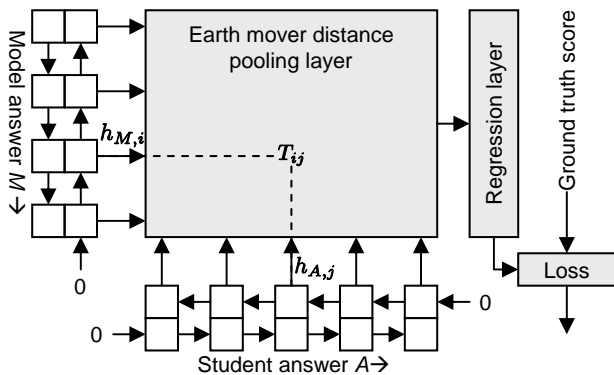 Earth mover distance
pooling layer
Model answer M →
h_{M,i}
T_{ij}
h_{A,j}
Regression layer
Ground truth score
Loss
0
0
0
Student answer A→